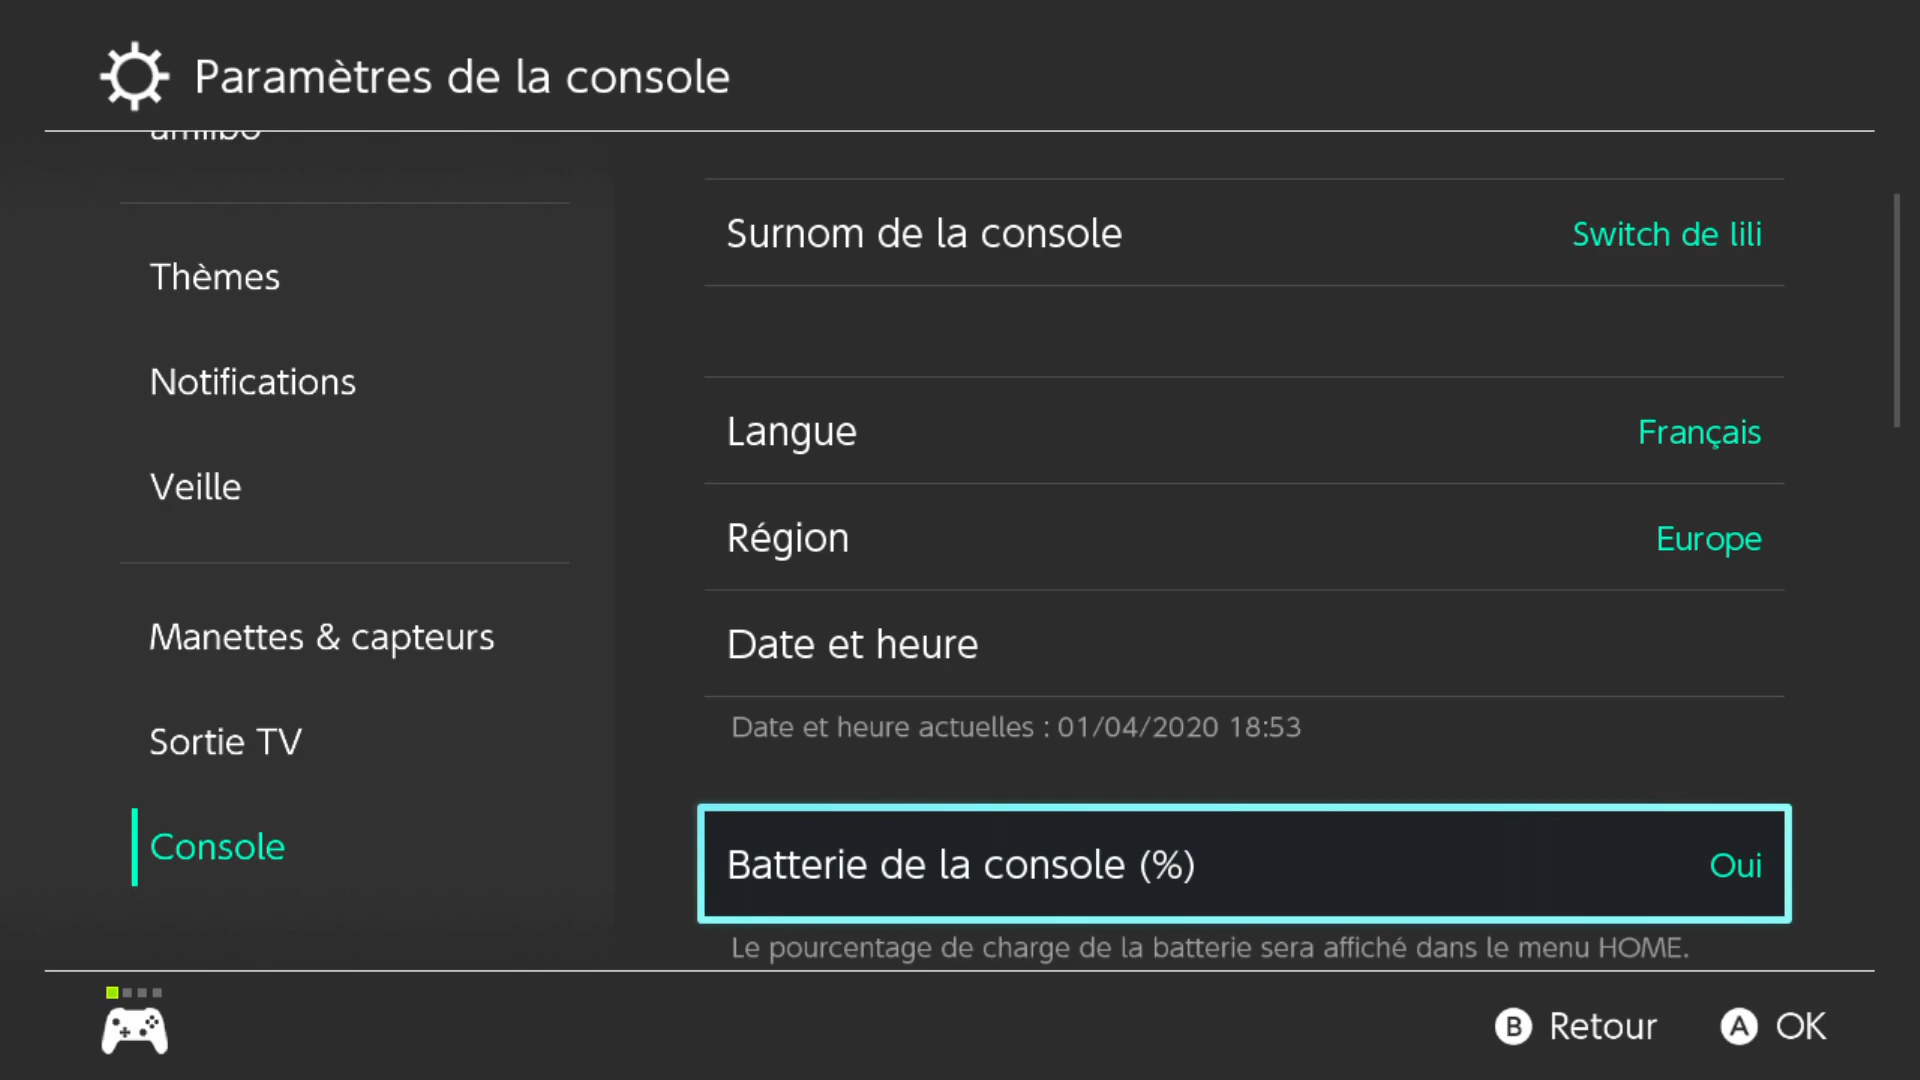 Paramètres de la console
amiibo
Thèmes
Notifications
Veille
Manettes & capteurs
Sortie TV
Console
Surnom de la console Switch de lili
Langue Français
Région Europe
Date et heure
Date et heure actuelles : 01/04/2020 18:53
Batterie de la console (%) Oui
Le pourcentage de charge de la batterie sera affiché dans le menu HOME.
B Retour A OK